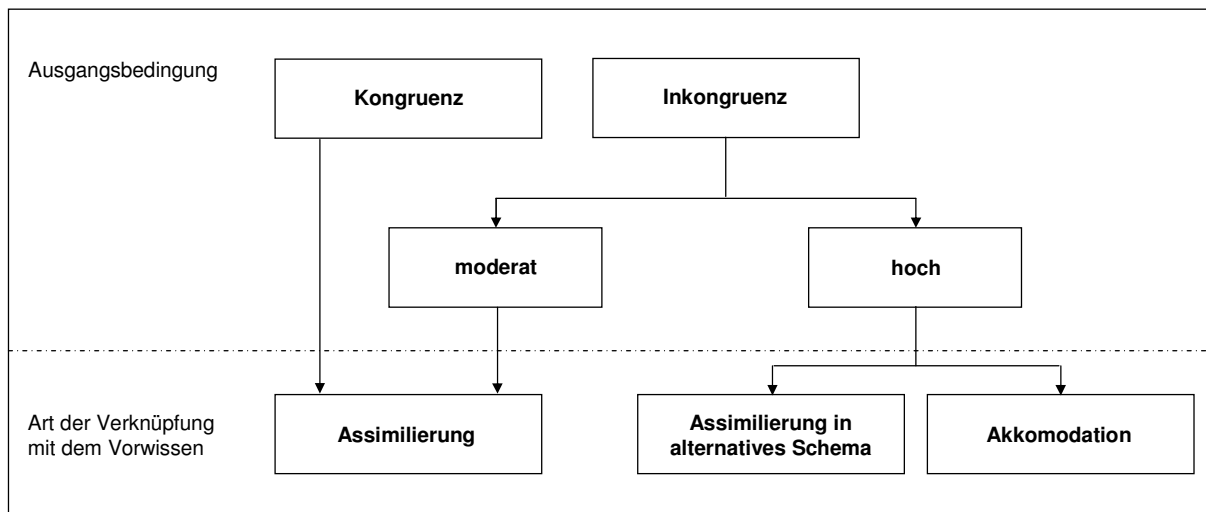 Ausgangsbedingung
Kongruenz
Inkongruenz
moderat
hoch
Art der Verknüpfung
mit dem Vorwissen
Assimilierung
Assimilierung in
alternatives Schema
Akkomodation